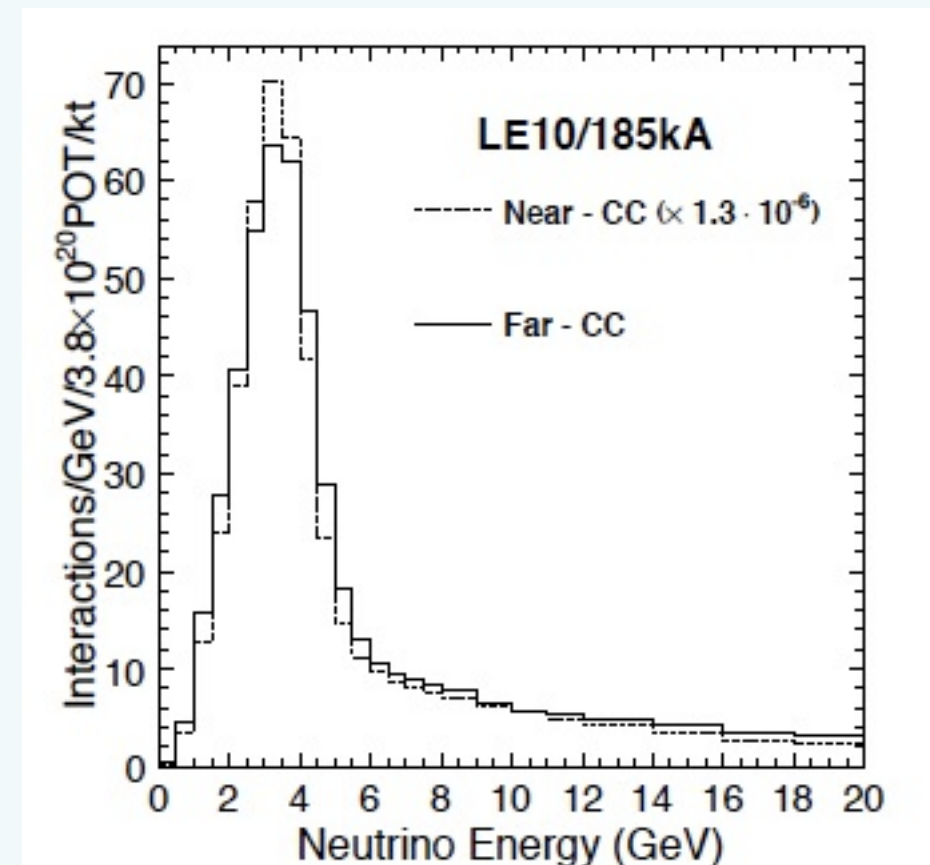 Interactions/GeV/3.8×10²⁰POT/kt
70
60
50
40
30
20
10
0
LE10/185kA
Near - CC (× 1.3 · 10⁻⁶)
Far - CC
0 2 4 6 8 10 12 14 16 18 20
Neutrino Energy (GeV)